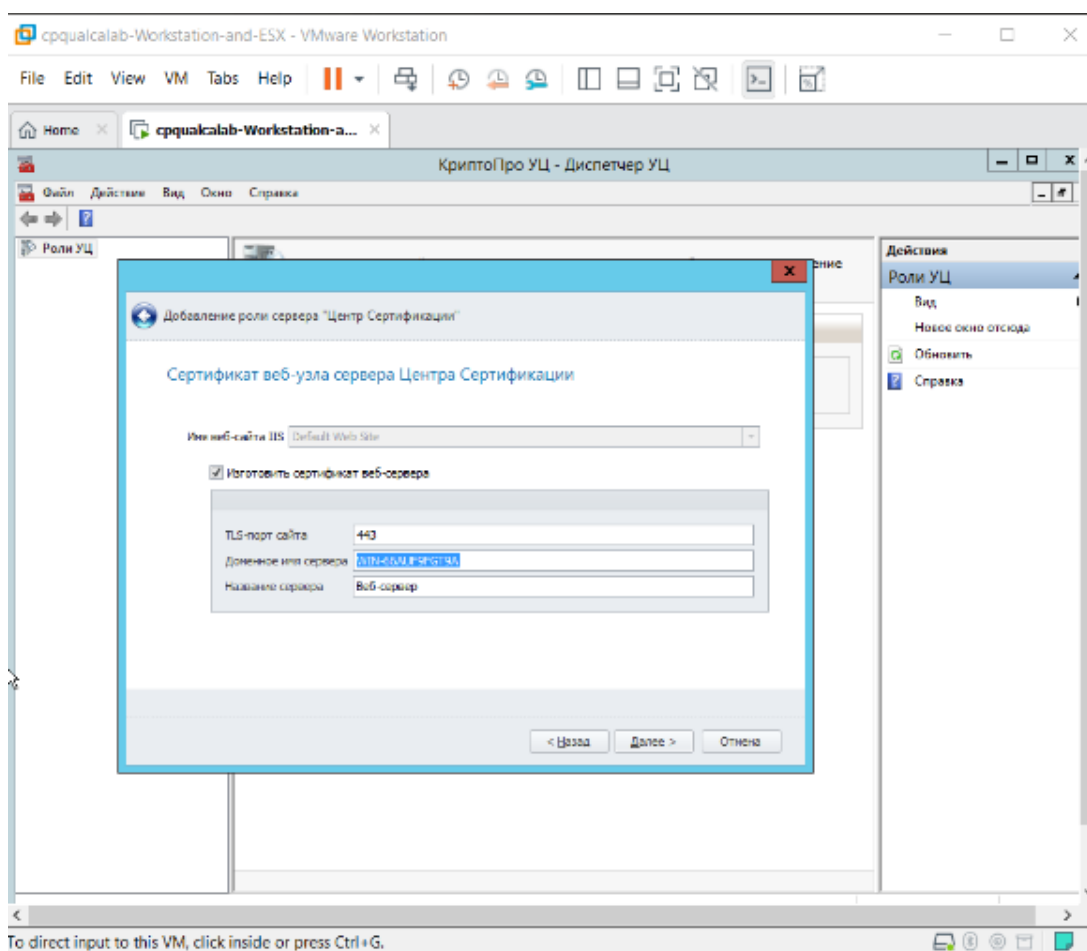 cpqualcalab-Workstation-and-ESX - VMware Workstation
File Edit View VM Tabs Help
Home
cpqualcalab-Workstation-a...
КриптоПро УЦ - Диспетчер УЦ
Файл Действие Вид Окно Справка
Роли УЦ
ение
Действия
Роли УЦ
Вид
Новое окно отсюда
Обновить
Справка
Добавление роли сервера "Центр Сертификации"
Сертификат веб-узла сервера Центра Сертификации
Имя веб-сайта IIS Default Web Site
Изготовить сертификат веб-сервера
TLS-порт сайта 443
Доменное имя сервера
Название сервера Веб-сервер
< Назад Далее > Отмена
To direct input to this VM, click inside or press Ctrl+G.